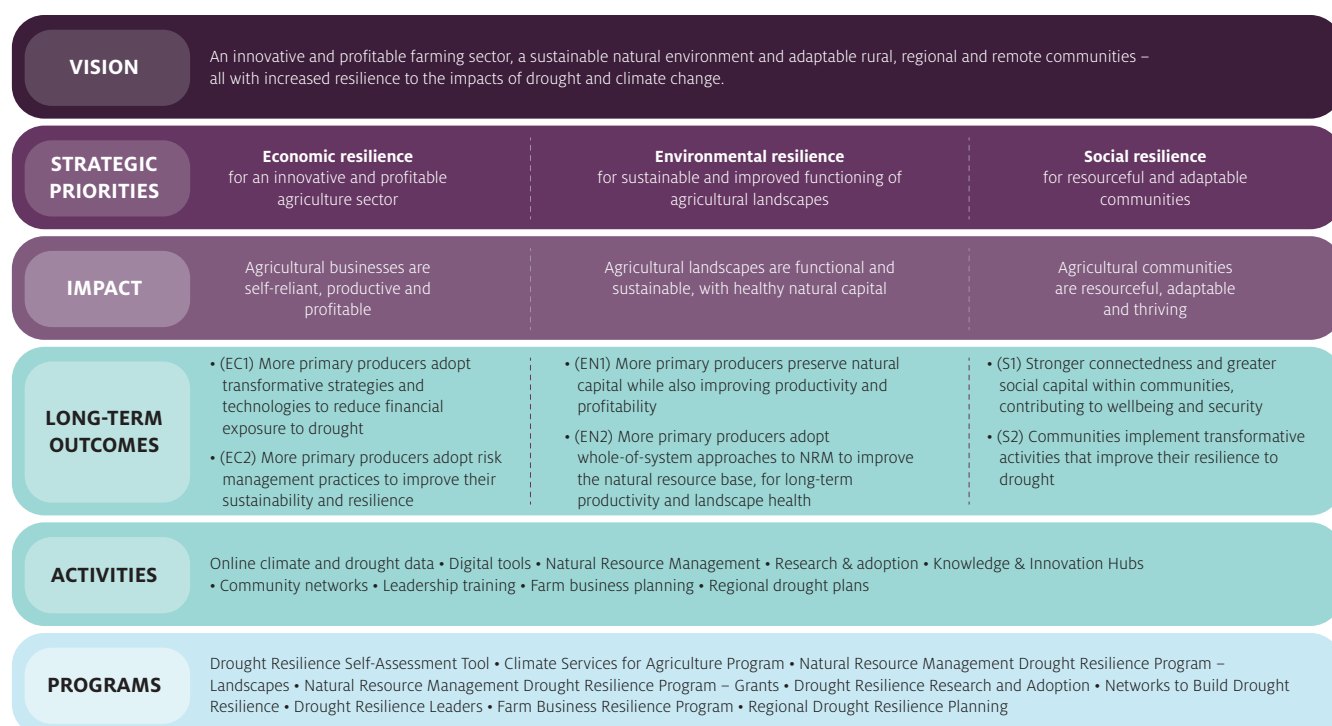 VISION
An innovative and profitable farming sector, a sustainable natural environment and adaptable rural, regional and remote communities –
all with increased resilience to the impacts of drought and climate change.
STRATEGIC
PRIORITIES
Economic resilience
for an innovative and profitable
agriculture sector
Environmental resilience
for sustainable and improved functioning of
agricultural landscapes
Social resilience
for resourceful and adaptable
communities
IMPACT
Agricultural businesses are
self-reliant, productive and
profitable
Agricultural landscapes are functional and
sustainable, with healthy natural capital
Agricultural communities
are resourceful, adaptable
and thriving
LONG-TERM
OUTCOMES
• (EC1) More primary producers adopt
transformative strategies and
technologies to reduce financial
exposure to drought
• (EC2) More primary producers adopt risk
management practices to improve their
sustainability and resilience
• (EN1) More primary producers preserve natural
capital while also improving productivity and
profitability
• (EN2) More primary producers adopt
whole-of-system approaches to NRM to improve
the natural resource base, for long-term
productivity and landscape health
• (S1) Stronger connectedness and greater
social capital within communities,
contributing to wellbeing and security
• (S2) Communities implement transformative
activities that improve their resilience to
drought
ACTIVITIES
Online climate and drought data • Digital tools • Natural Resource Management • Research & adoption • Knowledge & Innovation Hubs
• Community networks • Leadership training • Farm business planning • Regional drought plans
PROGRAMS
Drought Resilience Self-Assessment Tool • Climate Services for Agriculture Program • Natural Resource Management Drought Resilience Program –
Landscapes • Natural Resource Management Drought Resilience Program – Grants • Drought Resilience Research and Adoption • Networks to Build Drought
Resilience • Drought Resilience Leaders • Farm Business Resilience Program • Regional Drought Resilience Planning